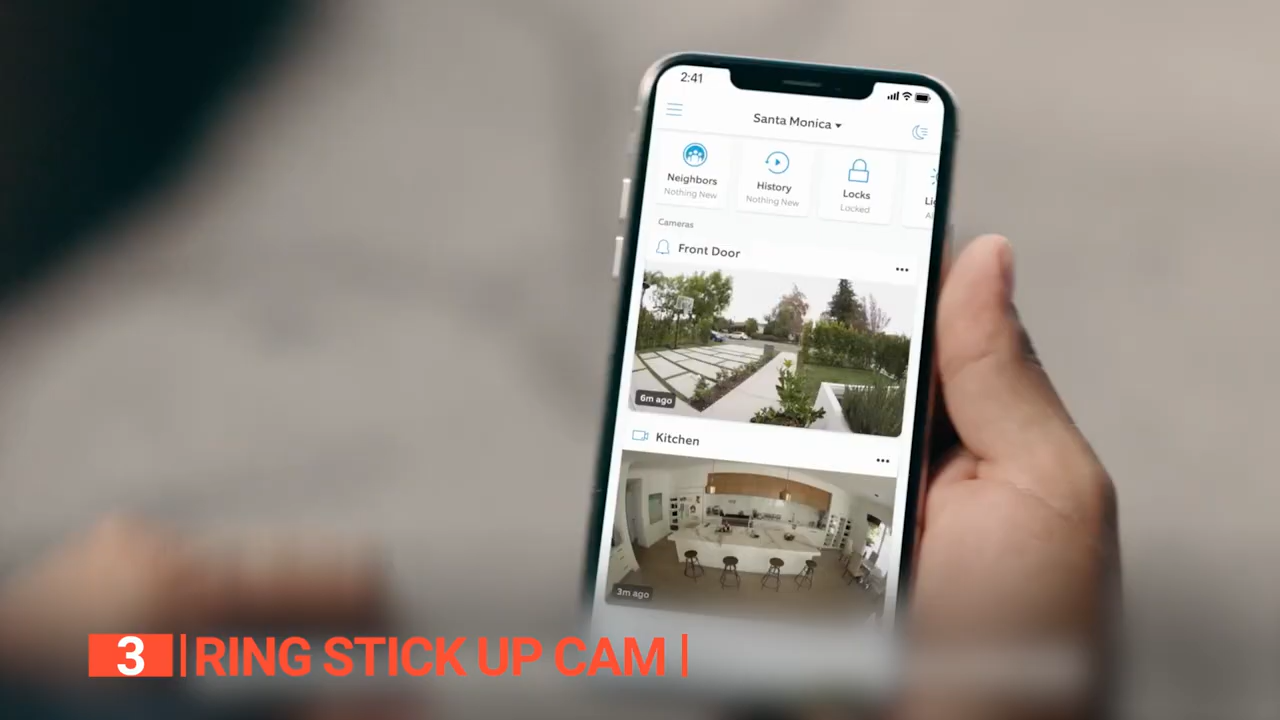 2:41
Santa Monica
Neighbors
Nothing New
History
Nothing New
Locks
Locked
Cameras
Front Door
6m ago
Kitchen
3m ago
3 | RING STICK UP CAM |